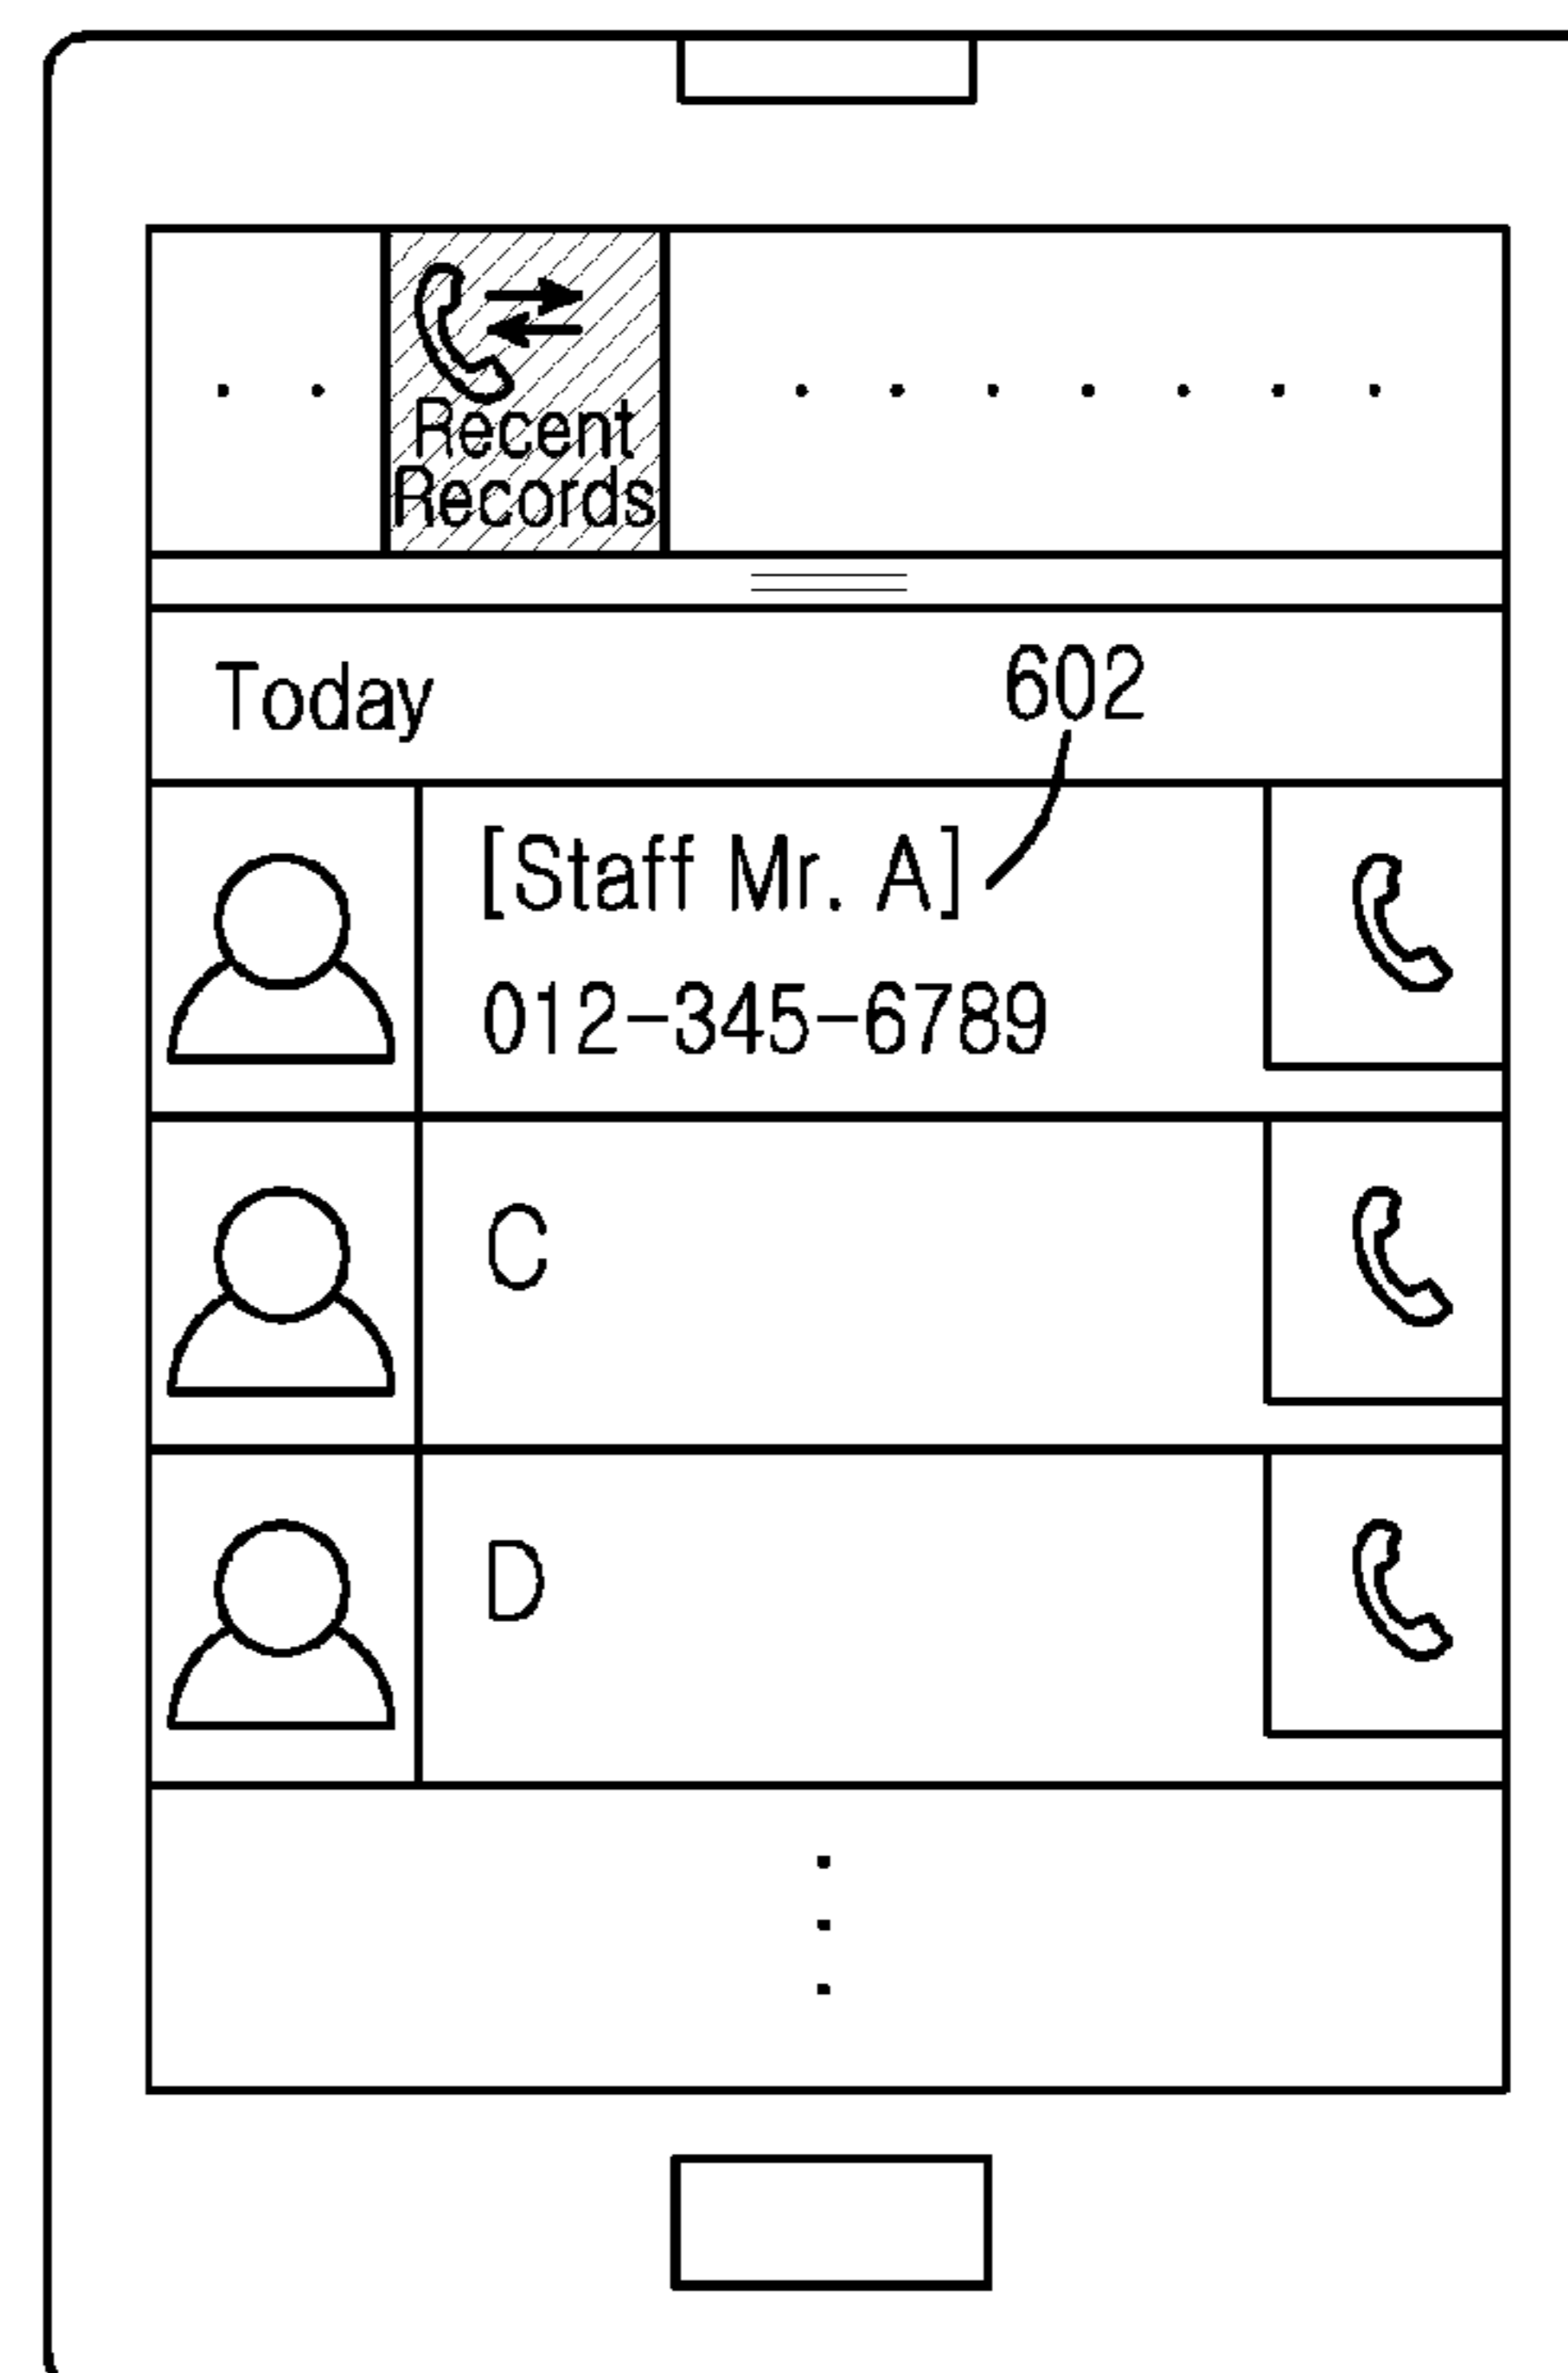 Recent
Records
Today
602
[Staff Mr. A]
012-345-6789
C
D